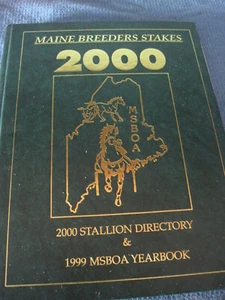 MAINE BREEDERS STAKES
2000
MSBOA
2000 STALLION DIRECTORY
&
1999 MSBOA YEARBOOK